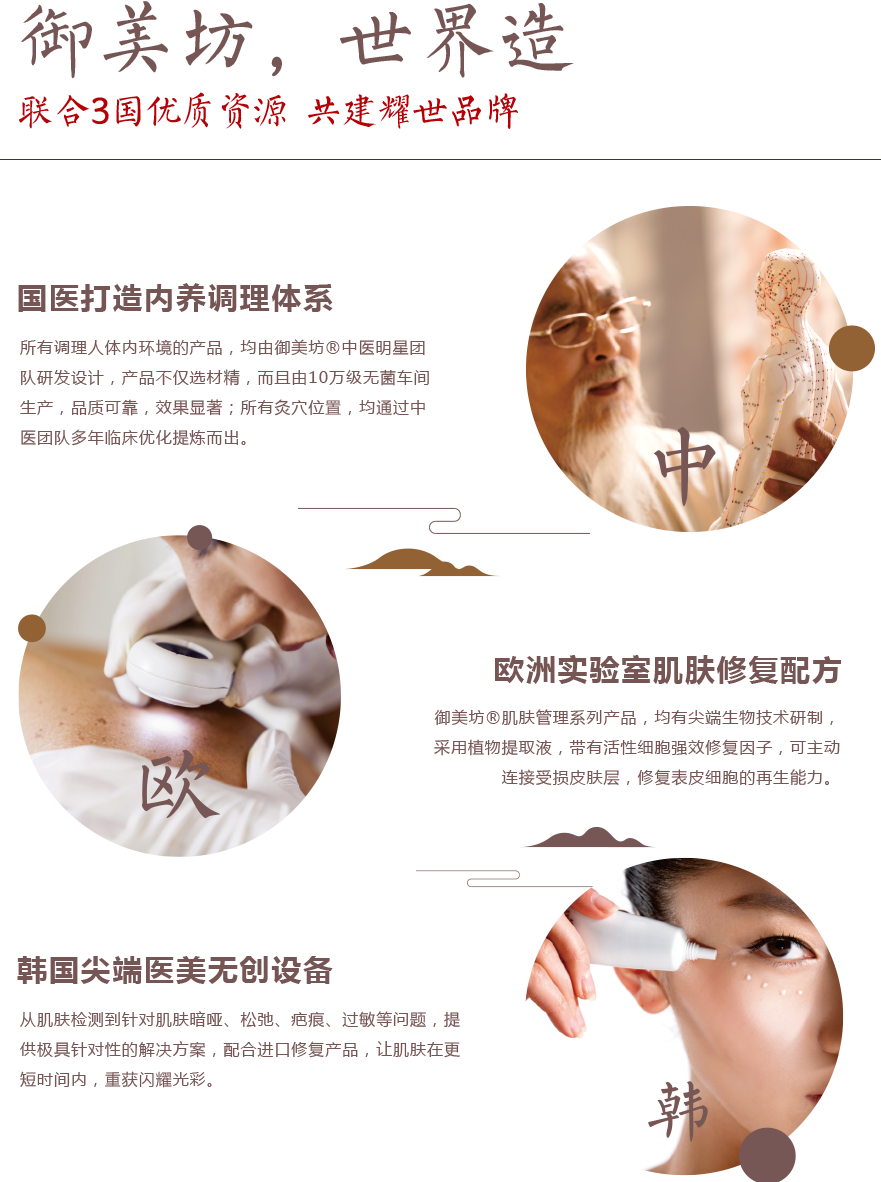 御美坊，世界造
联合3国优质资源 共建耀世品牌
国医打造内养调理体系
所有调理人体内环境的产品，均由御美坊®中医明星团
队研发设计，产品不仅选材精，而且由10万级无菌车间
生产，品质可靠，效果显著；所有灸穴位置，均通过中
医团队多年临床优化提炼而出。
中
欧洲实验室肌肤修复配方
御美坊®肌肤管理系列产品，均有尖端生物技术研制，
采用植物提取液，带有活性细胞强效修复因子，可主动
连接受损皮肤层，修复表皮细胞的再生能力。
欧
韩国尖端医美无创设备
从肌肤检测到针对肌肤暗哑、松弛、疤痕、过敏等问题，提
供极具针对性的解决方案，配合进口修复产品，让肌肤在更
短时间内，重获闪耀光彩。
韩